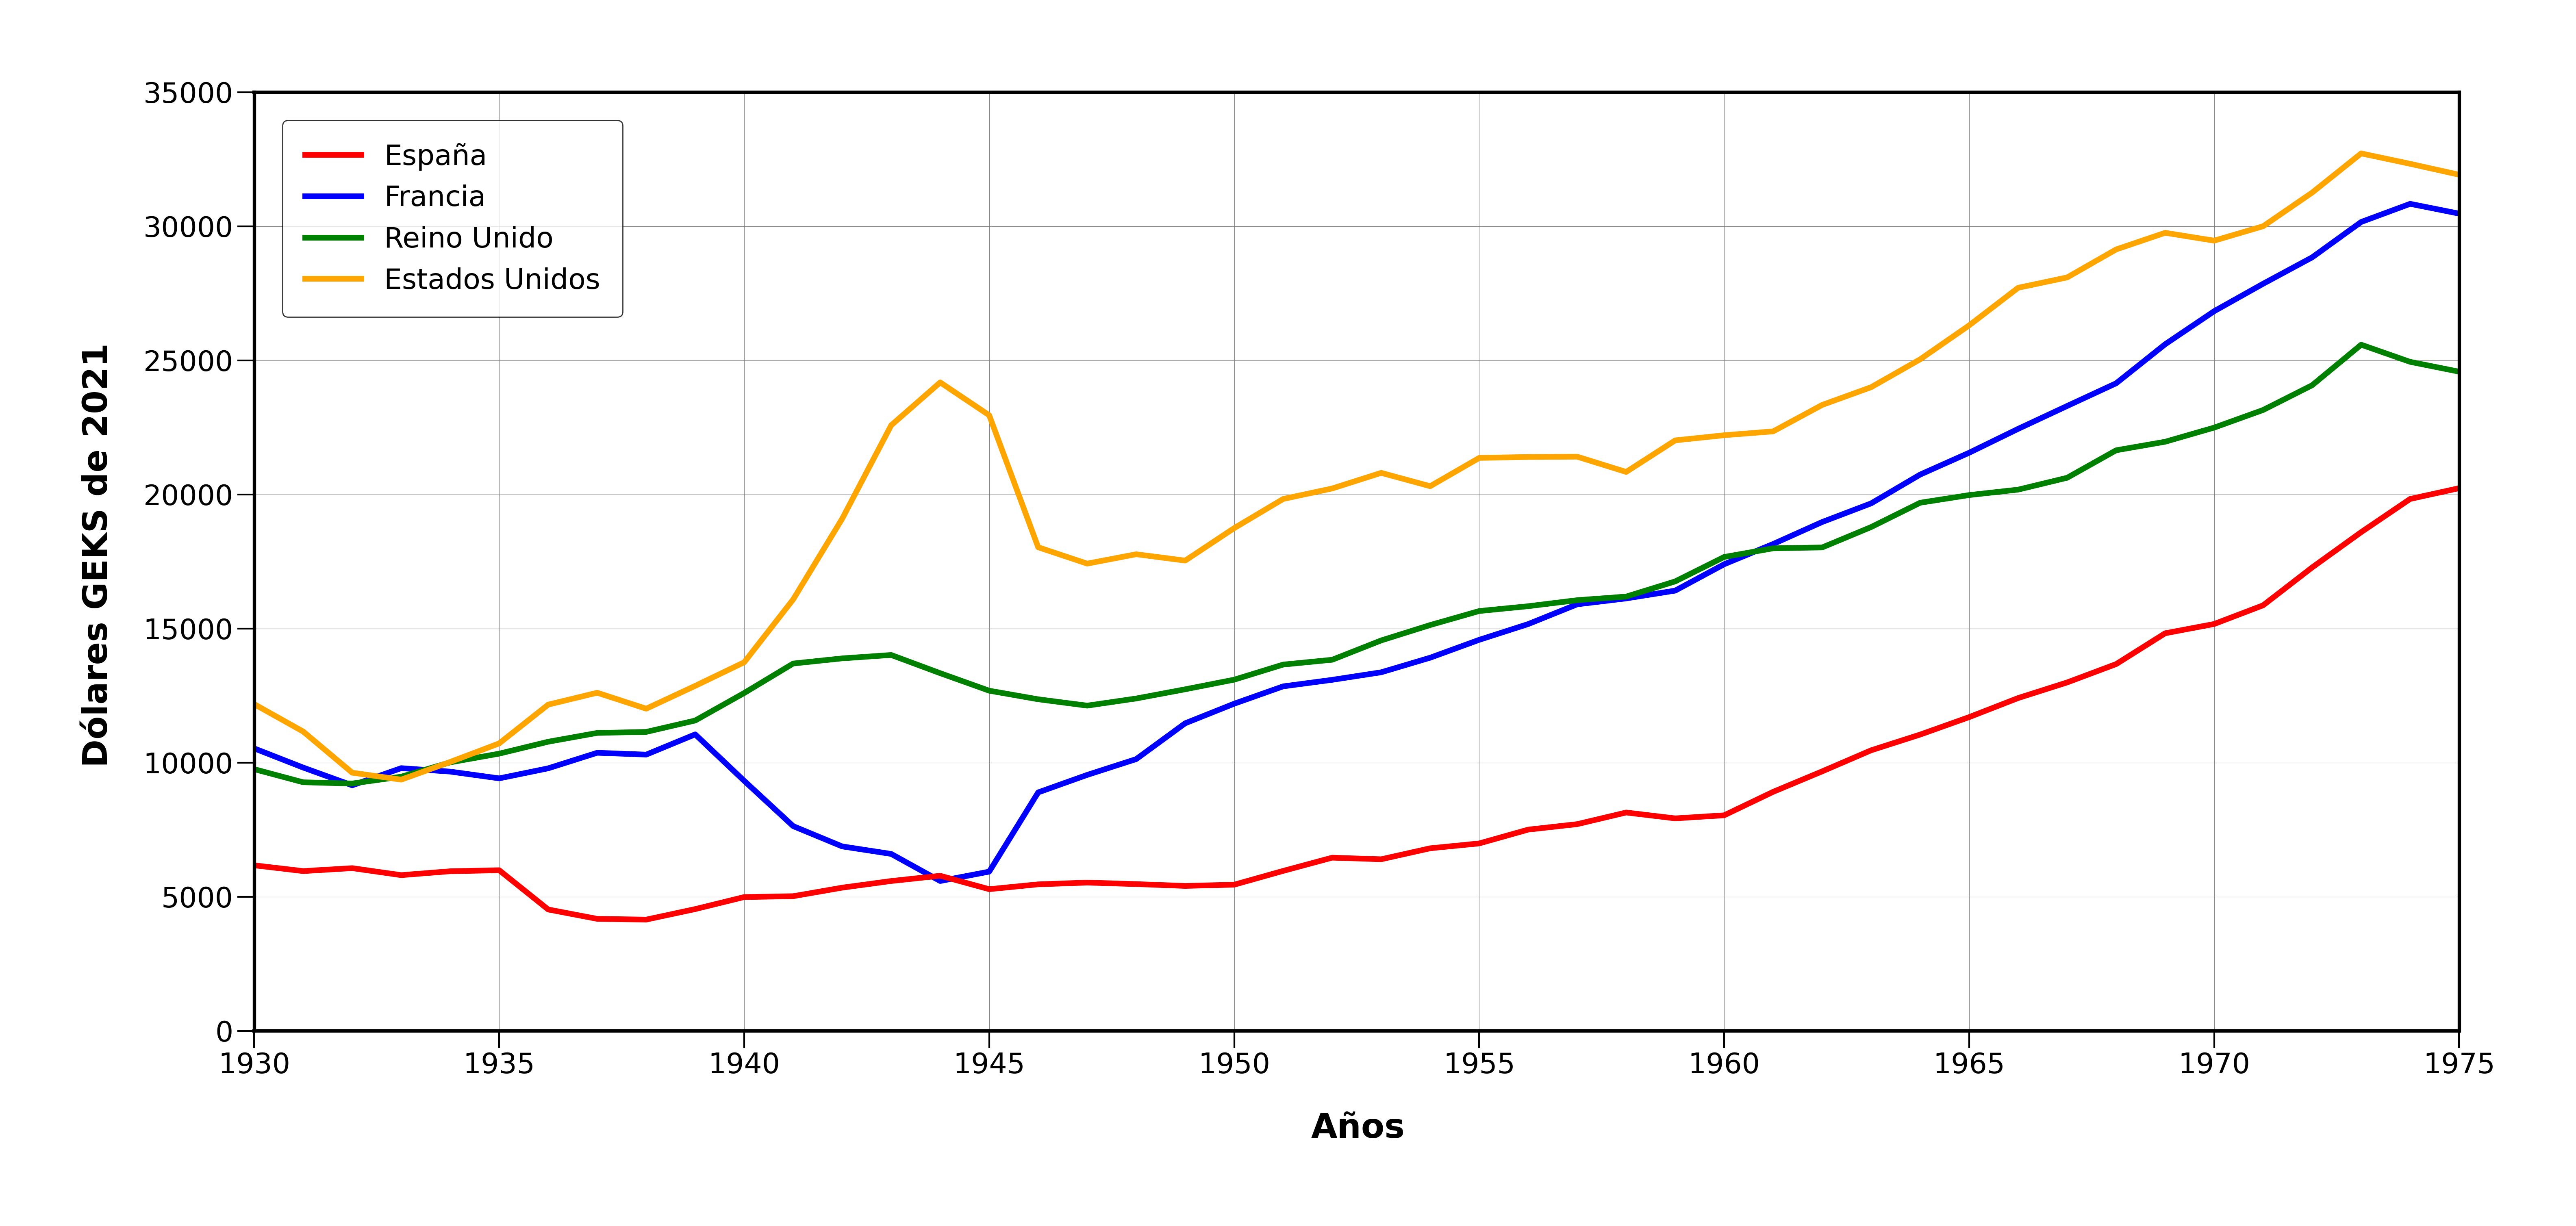 35000
30000
25000
20000
15000
10000
5000
0
Dólares GEKS de 2021
España
Francia
Reino Unido
Estados Unidos
1930 1935 1940 1945 1950 1955 1960 1965 1970 1975
Años